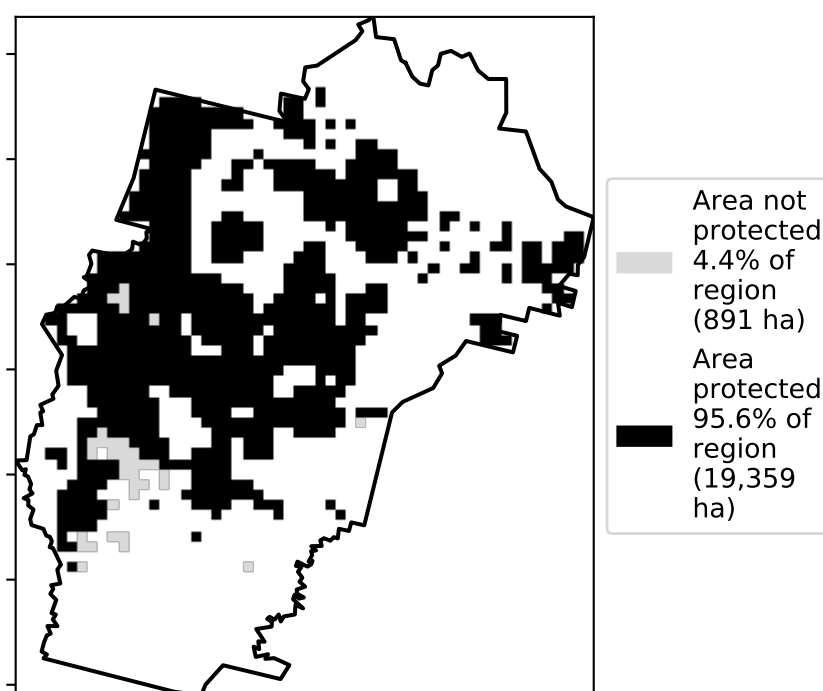 Area not
protected
4.4% of
region
(891 ha)
Area
protected
95.6% of
region
(19,359
ha)